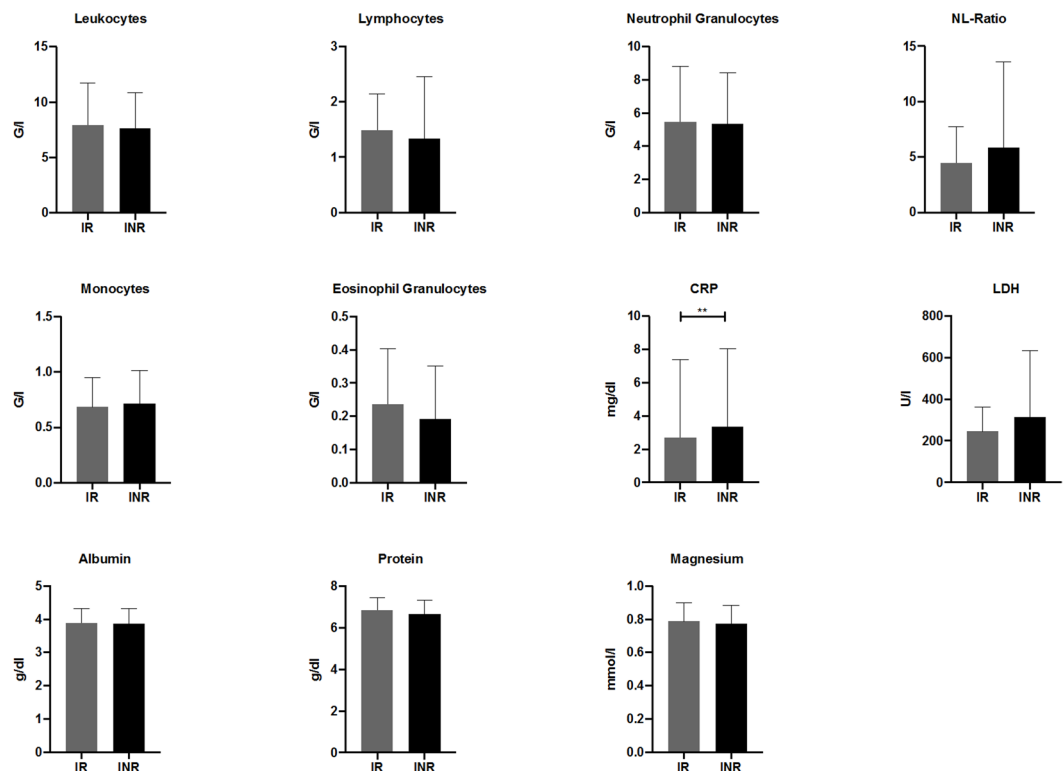 Leukocytes
15
10
5
0
G/l
IR INR
Lymphocytes
3
2
1
0
G/l
IR INR
Neutrophil Granulocytes
10
8
6
4
2
0
G/l
IR INR
NL-Ratio
15
10
5
0
IR INR
Monocytes
1.5
1.0
0.5
0.0
G/l
IR INR
Eosinophil Granulocytes
0.5
0.4
0.3
0.2
0.1
0.0
G/l
IR INR
CRP
**
10
8
6
4
2
0
mg/dl
IR INR
LDH
800
600
400
200
0
U/l
IR INR
Albumin
5
4
3
2
1
0
g/dl
IR INR
Protein
8
6
4
2
0
g/dl
IR INR
Magnesium
1.0
0.8
0.6
0.4
0.2
0.0
mmol/l
IR INR